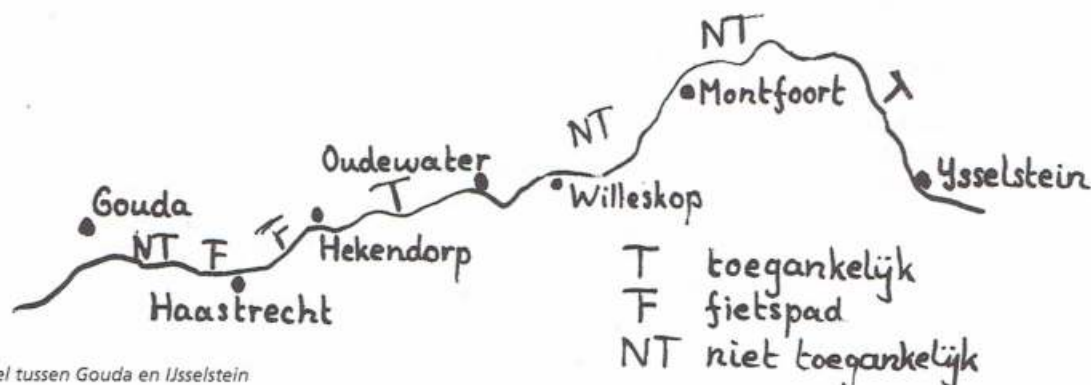 NT
Montfoort
T
NT
Oudewater
Ysselstein
T
Willeskop
Gouda
F
Hekendorp
NT F
Haastrecht
T toegankelijk
F fietspad
NT niet toegankelijk
el tussen Gouda en IJsselstein